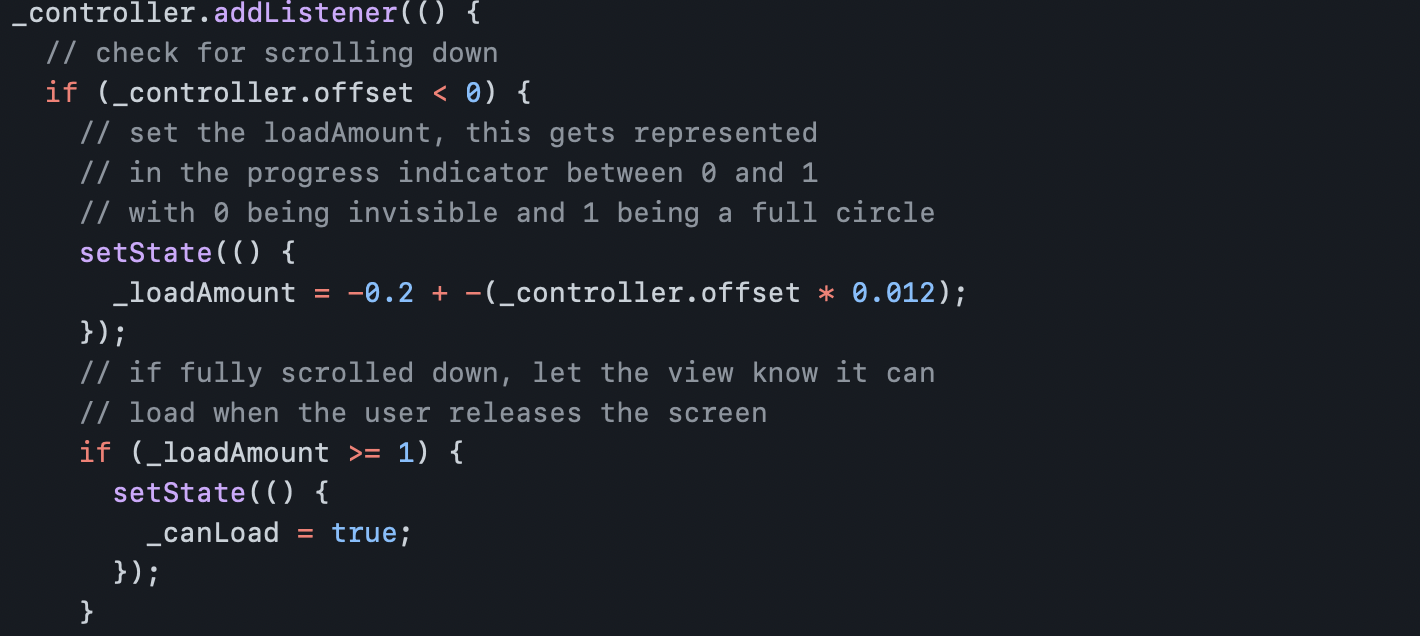 _controller.addListener(() {
  // check for scrolling down
  if (_controller.offset < 0) {
    // set the loadAmount, this gets represented
    // in the progress indicator between 0 and 1
    // with 0 being invisible and 1 being a full circle
    setState(() {
      _loadAmount = -0.2 + -(_controller.offset * 0.012);
    });
    // if fully scrolled down, let the view know it can
    // load when the user releases the screen
    if (_loadAmount >= 1) {
      setState(() {
        _canLoad = true;
      });
    }